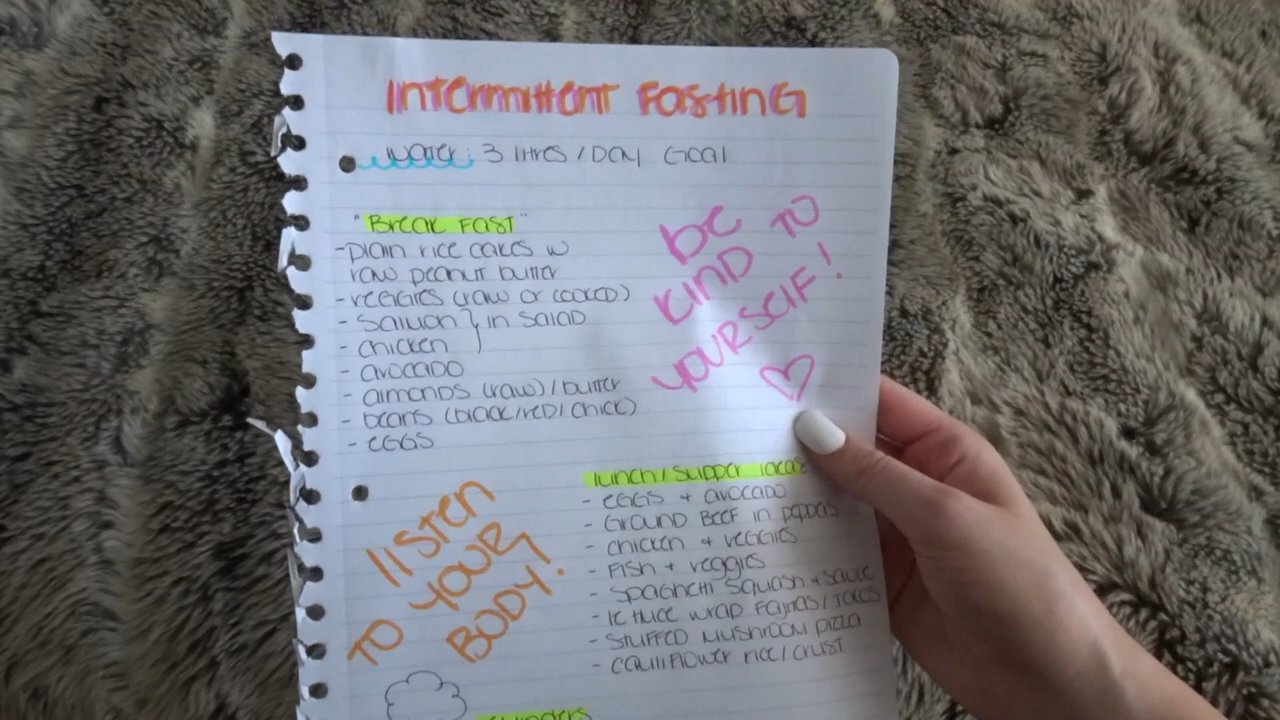 Intermittent Fasting
Water: 3 litres / Day Goal
"Break Fast"
- plain rice cakes w
raw peanut butter
- veggies (raw or cooked)
- salmon } in salad
- chicken
- avocado
- almonds (raw) / butter
- beans (black/red/chick)
- eggs
Be
kind to
yourself!
Listen
to your
body!
lunch/supper ideas
- eggs + avocado
- Ground Beef in peppers
- chicken + veggies
- Fish + veggies
- Spaghetti Squash + sauce
- lettuce wrap Fajitas/Tacos
- Stuffed mushroom pizza
- cauliflower rice/crust